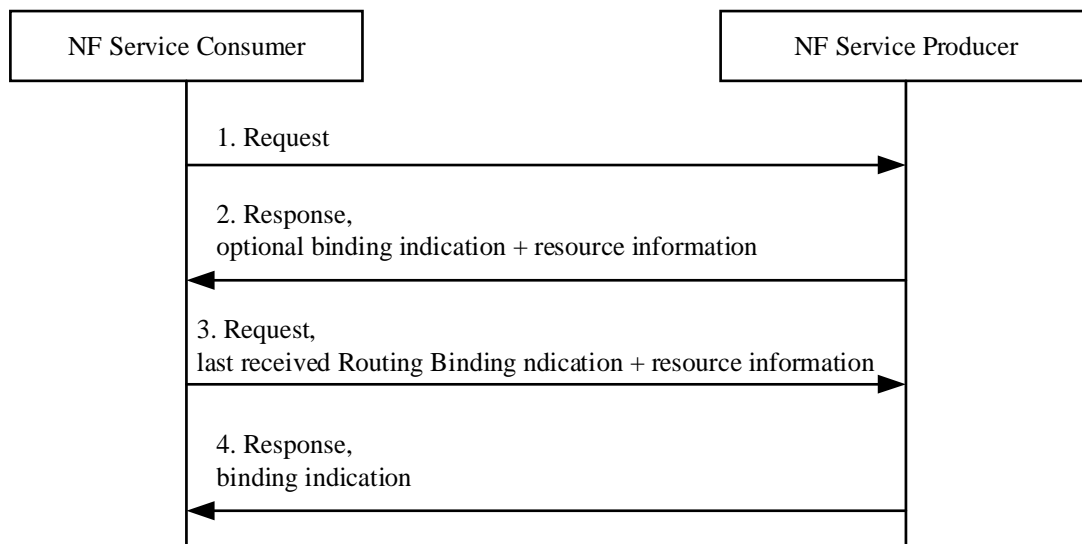 NF Service Consumer
NF Service Producer
1. Request
2. Response,
optional binding indication + resource information
3. Request,
last received Routing Binding ndication + resource information
4. Response,
binding indication